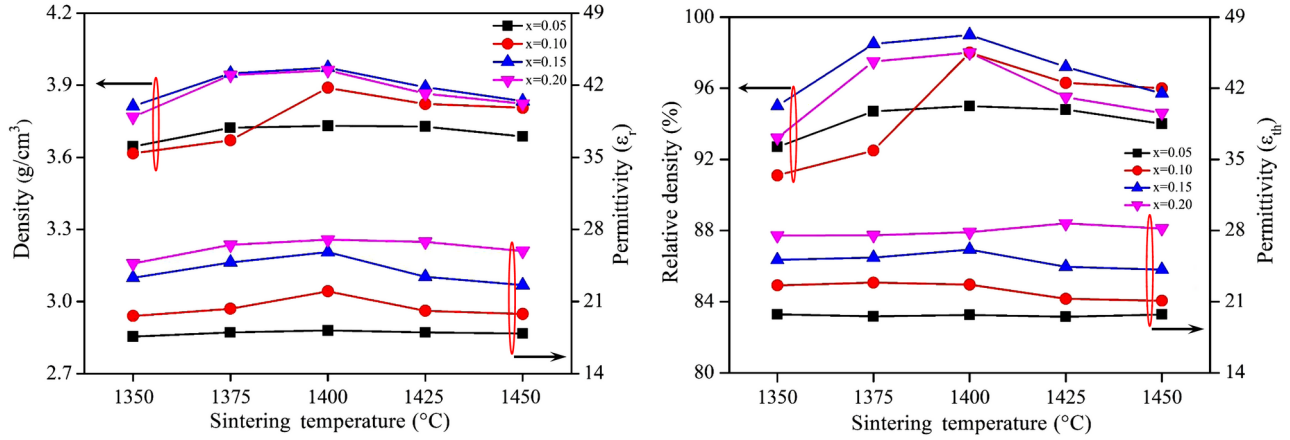 4.2
3.9
3.6
3.3
3.0
2.7
Density (g/cm³)
49
42
35
28
21
14
Permittivity (εᵣ)
x=0.05
x=0.10
x=0.15
x=0.20
1350 1375 1400 1425 1450
Sintering temperature (°C)
100
96
92
88
84
80
Relative density (%)
49
42
35
28
21
14
Permittivity (εth)
x=0.05
x=0.10
x=0.15
x=0.20
1350 1375 1400 1425 1450
Sintering temperature (°C)